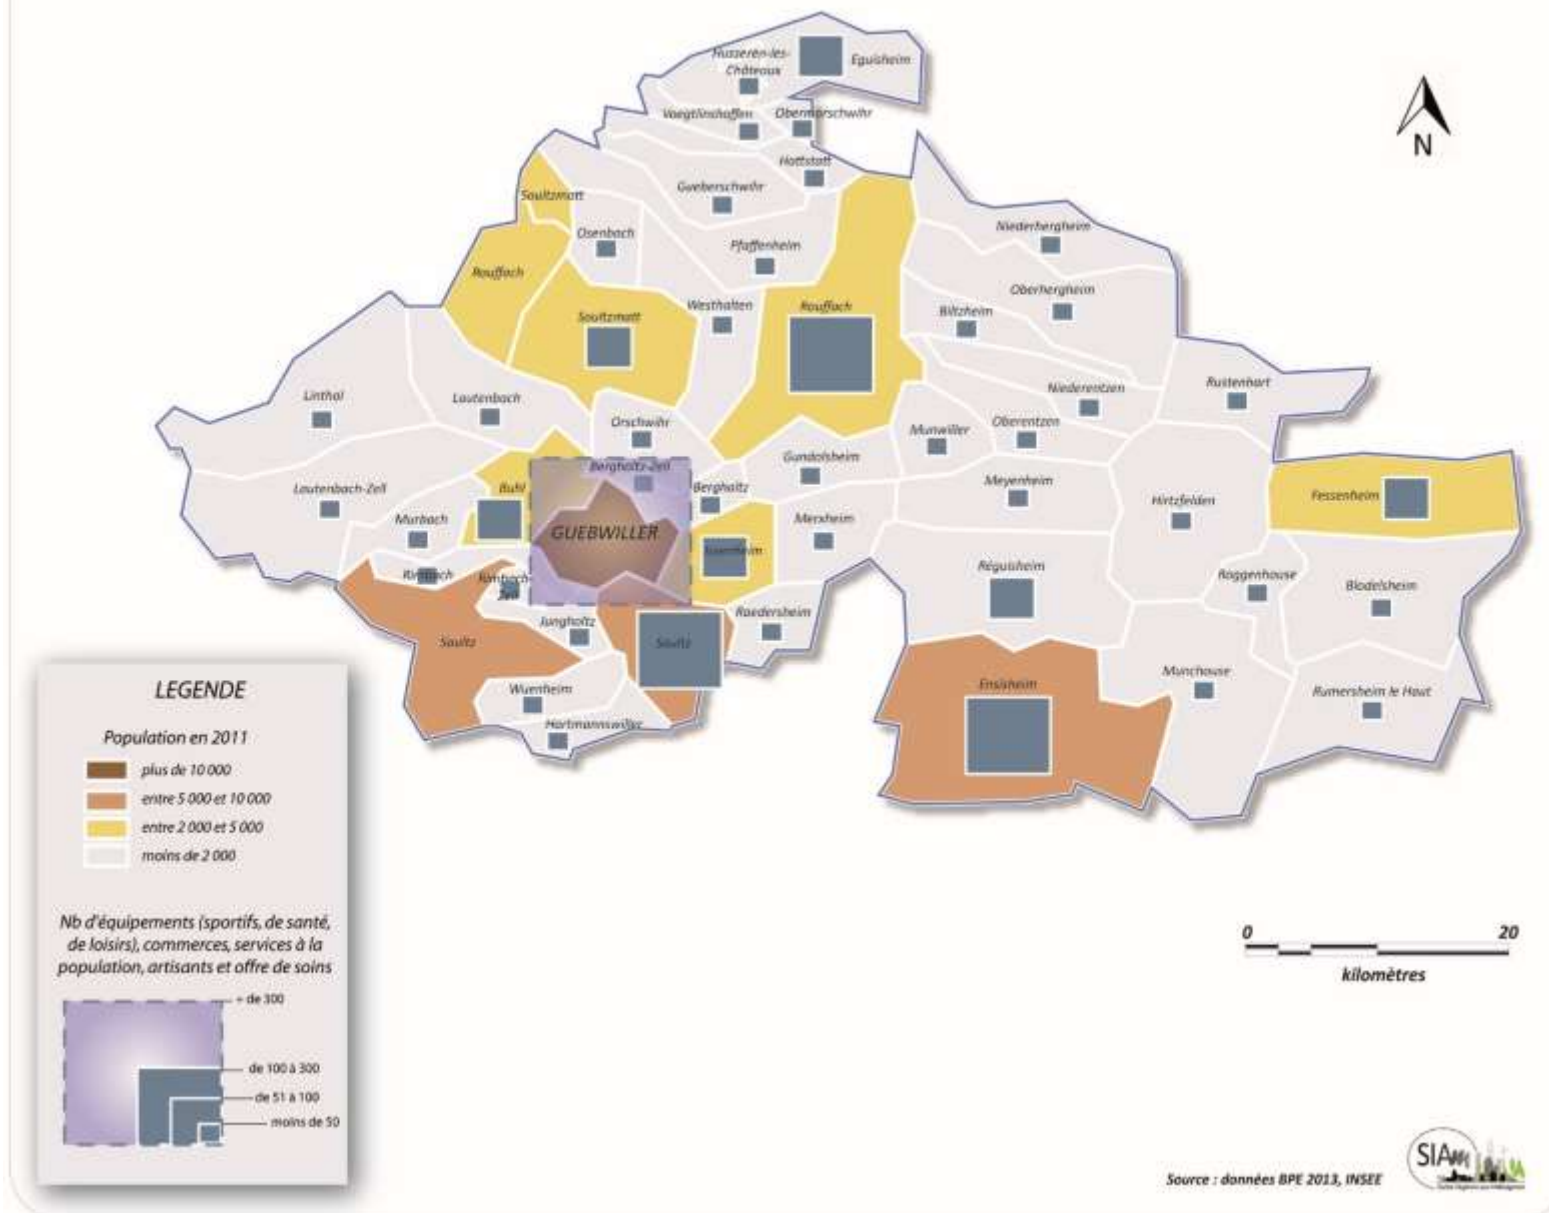 Husseren-les-
Châteaux
Eguisheim
Voegtlinshoffen
Obermorschwihr
Hattstatt
Gueberschwihr
Soultzmatt
Osenbach
Pfaffenheim
Niederhergheim
Rouffach
Oberhergheim
Westhalten
Rouffach
Biltzheim
Soultzmatt
Linthal
Lautenbach
Niederentzen
Rustenhart
Orschwihr
Munwiller
Oberentzen
Gundolsheim
Bergholtz-Zell
Lautenbach-Zell
Buhl
Bergholtz
Meyenheim
Hirtzfelden
Fessenheim
Murbach
GUEBWILLER
Merxheim
Issenheim
Rimbach
Rimbach-
Zell
Réguisheim
Roggenhouse
Blodelsheim
Jungholtz
Raedersheim
Soultz
Soultz
N
Wuenheim
Ensisheim
Munchouse
Rumersheim le Haut
Hartmannswiller
LEGENDE
Population en 2011
plus de 10 000
entre 5 000 et 10 000
entre 2 000 et 5 000
moins de 2 000
Nb d'équipements (sportifs, de santé,
de loisirs), commerces, services à la
population, artisants et offre de soins
+ de 300
de 100 à 300
de 51 à 100
moins de 50
0 20
kilomètres
Source : données BPE 2013, INSEE
SIAm